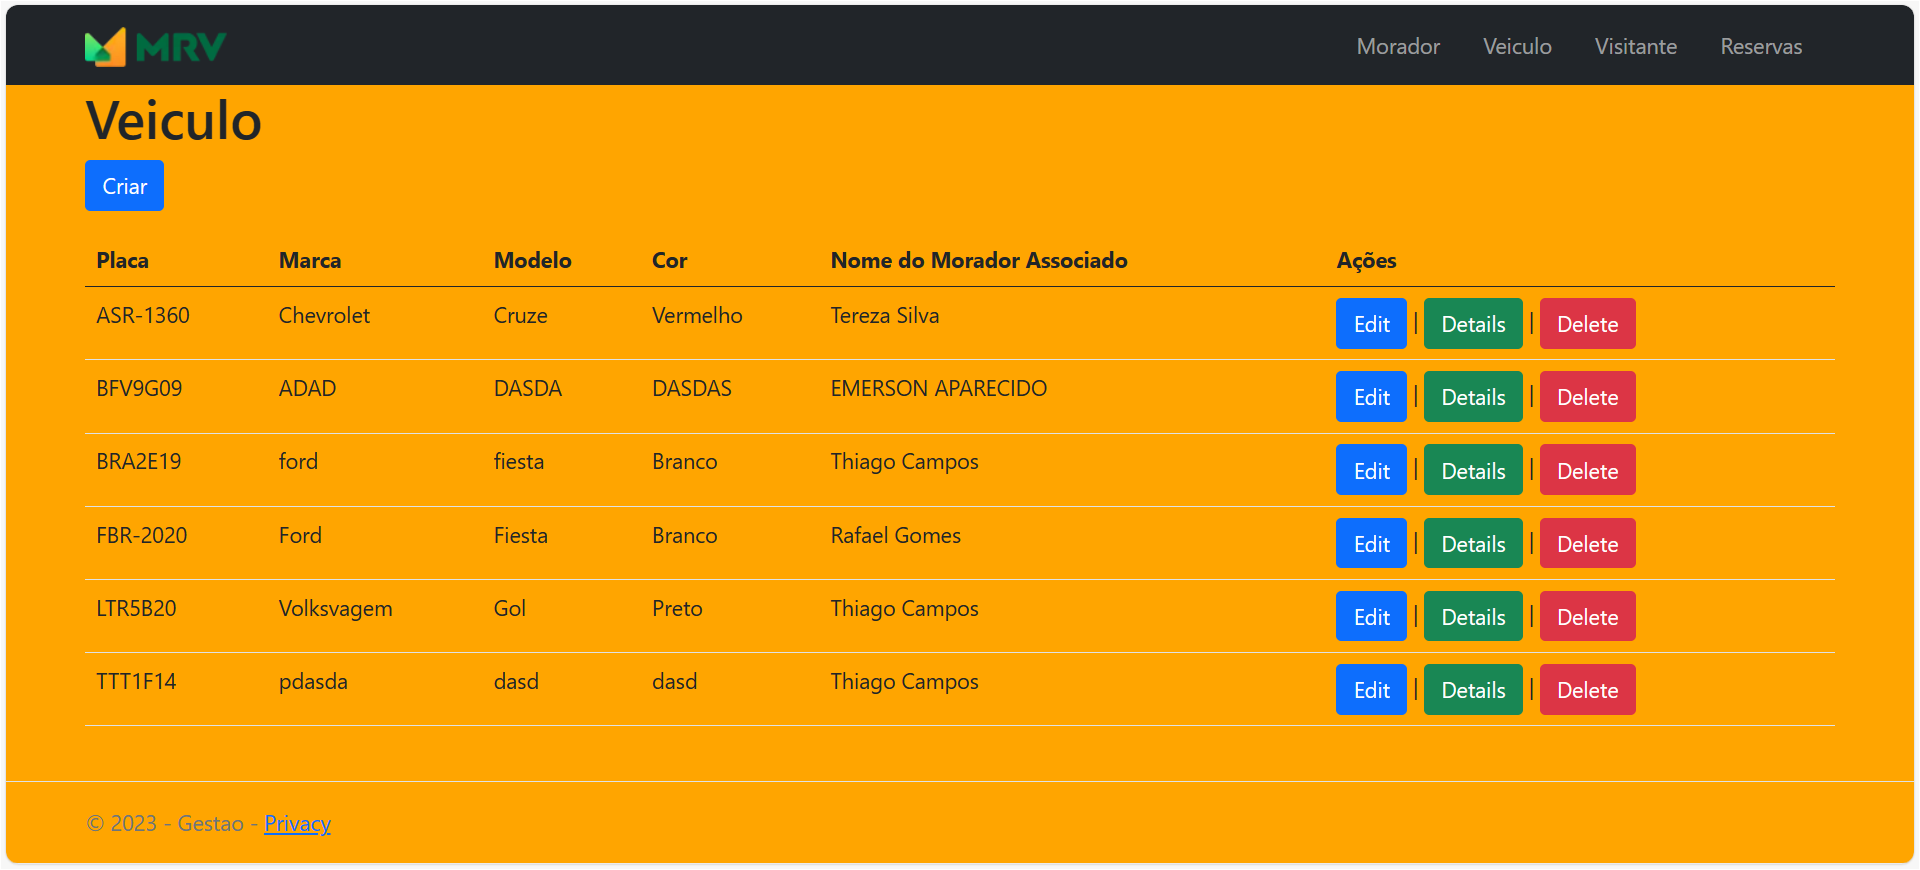 MRV Morador Veiculo Visitante Reservas
Veiculo
Criar
Placa Marca Modelo Cor Nome do Morador Associado Ações
ASR-1360 Chevrolet Cruze Vermelho Tereza Silva Edit | Details | Delete
BFV9G09 ADAD DASDA DASDAS EMERSON APARECIDO Edit | Details | Delete
BRA2E19 ford fiesta Branco Thiago Campos Edit | Details | Delete
FBR-2020 Ford Fiesta Branco Rafael Gomes Edit | Details | Delete
LTR5B20 Volksvagem Gol Preto Thiago Campos Edit | Details | Delete
TTT1F14 pdasda dasd dasd Thiago Campos Edit | Details | Delete
© 2023 - Gestao - Privacy